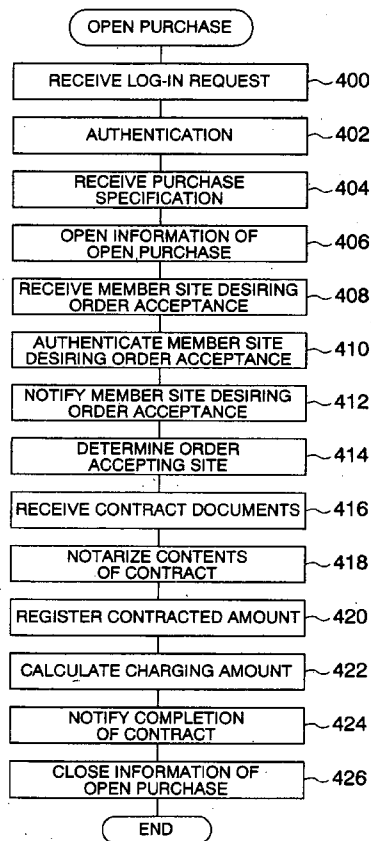 OPEN PURCHASE
RECEIVE LOG-IN REQUEST 400
AUTHENTICATION 402
RECEIVE PURCHASE
SPECIFICATION 404
OPEN INFORMATION OF
OPEN PURCHASE 406
RECEIVE MEMBER SITE DESIRING
ORDER ACCEPTANCE 408
AUTHENTICATE MEMBER SITE
DESIRING ORDER ACCEPTANCE 410
NOTIFY MEMBER SITE DESIRING
ORDER ACCEPTANCE 412
DETERMINE ORDER
ACCEPTING SITE 414
RECEIVE CONTRACT DOCUMENTS 416
NOTARIZE CONTENTS
OF CONTRACT 418
REGISTER CONTRACTED AMOUNT 420
CALCULATE CHARGING AMOUNT 422
NOTIFY COMPLETION
OF CONTRACT 424
CLOSE INFORMATION OF
OPEN PURCHASE 426
END